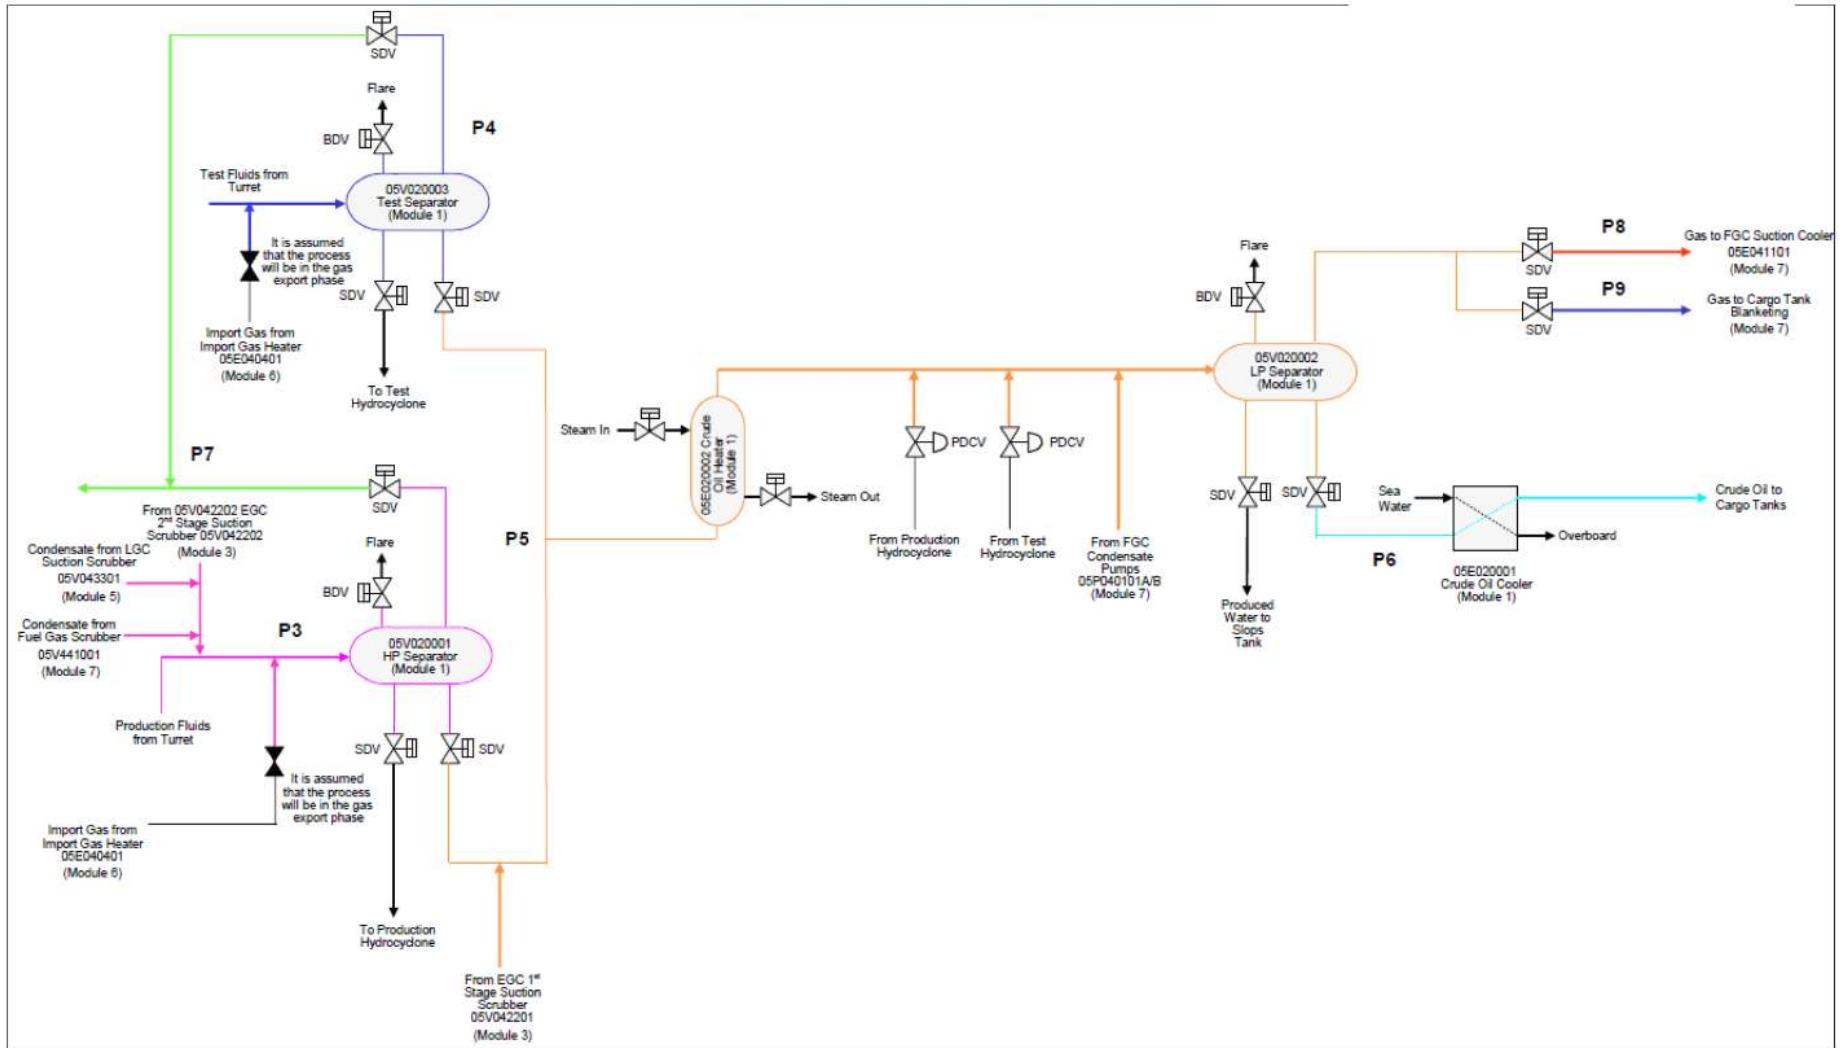 SDV
Flare
P4
BDV
Test Fluids from
Turret
05V020003
Test Separator
(Module 1)
It is assumed
that the process
will be in the gas
export phase
SDV
SDV
Import Gas from
Import Gas Heater
05E040401
(Module 6)
To Test
Hydrocyclone
P8
Gas to FGC Suction Cooler
05E041101
(Module 7)
Flare
SDV
BDV
P9
Gas to Cargo Tank
Blanketing
(Module 7)
SDV
05V020002
LP Separator
(Module 1)
Steam In
05E020002 Crude
Oil Heater
(Module 1)
Steam Out
PDCV
PDCV
From Production
Hydrocyclone
From Test
Hydrocyclone
From FGC
Condensate
Pumps
05P040101A/B
(Module 7)
SDV
SDV
Sea
Water
Crude Oil to
Cargo Tanks
Overboard
P6
05E020001
Crude Oil Cooler
(Module 1)
Produced
Water to
Slops
Tank
P7
SDV
From 05V042202 EGC
2nd Stage Suction
Scrubber 05V042202
(Module 3)
Condensate from LGC
Suction Scrubber
05V043301
(Module 5)
Flare
P5
BDV
Condensate from
Fuel Gas Scrubber
05V441001
(Module 7)
P3
05V020001
HP Separator
(Module 1)
Production Fluids
from Turret
SDV
SDV
It is assumed
that the process
will be in the gas
export phase
Import Gas from
Import Gas Heater
05E040401
(Module 6)
To Production
Hydrocyclone
From EGC 1st
Stage Suction
Scrubber
05V042201
(Module 3)